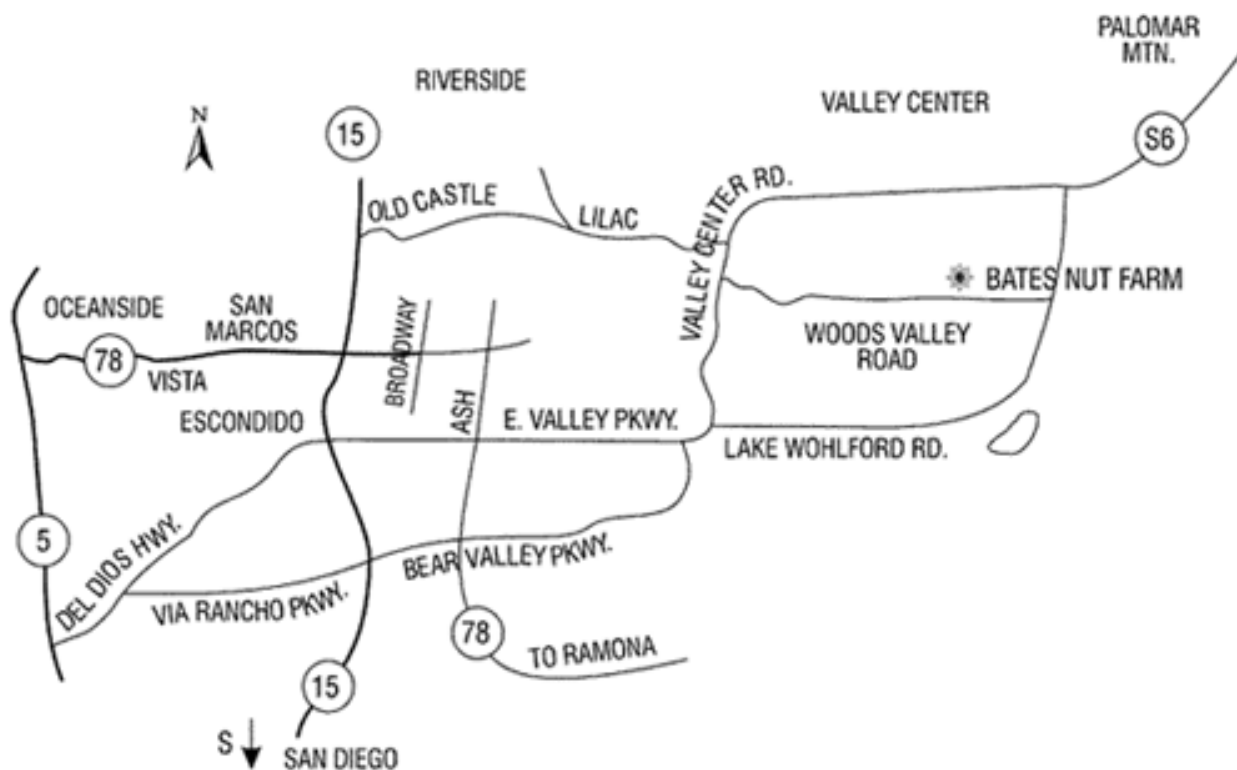 PALOMAR
MTN.
RIVERSIDE
VALLEY CENTER
N
15
S6
OLD CASTLE
LILAC
VALLEY CENTER RD.
BATES NUT FARM
OCEANSIDE
SAN
MARCOS
78
VISTA
BROADWAY
WOODS VALLEY
ROAD
ESCONDIDO
ASH
E. VALLEY PKWY.
LAKE WOHLFORD RD.
5
DEL DIOS HWY.
BEAR VALLEY PKWY.
VIA RANCHO PKWY.
78
TO RAMONA
15
S
SAN DIEGO